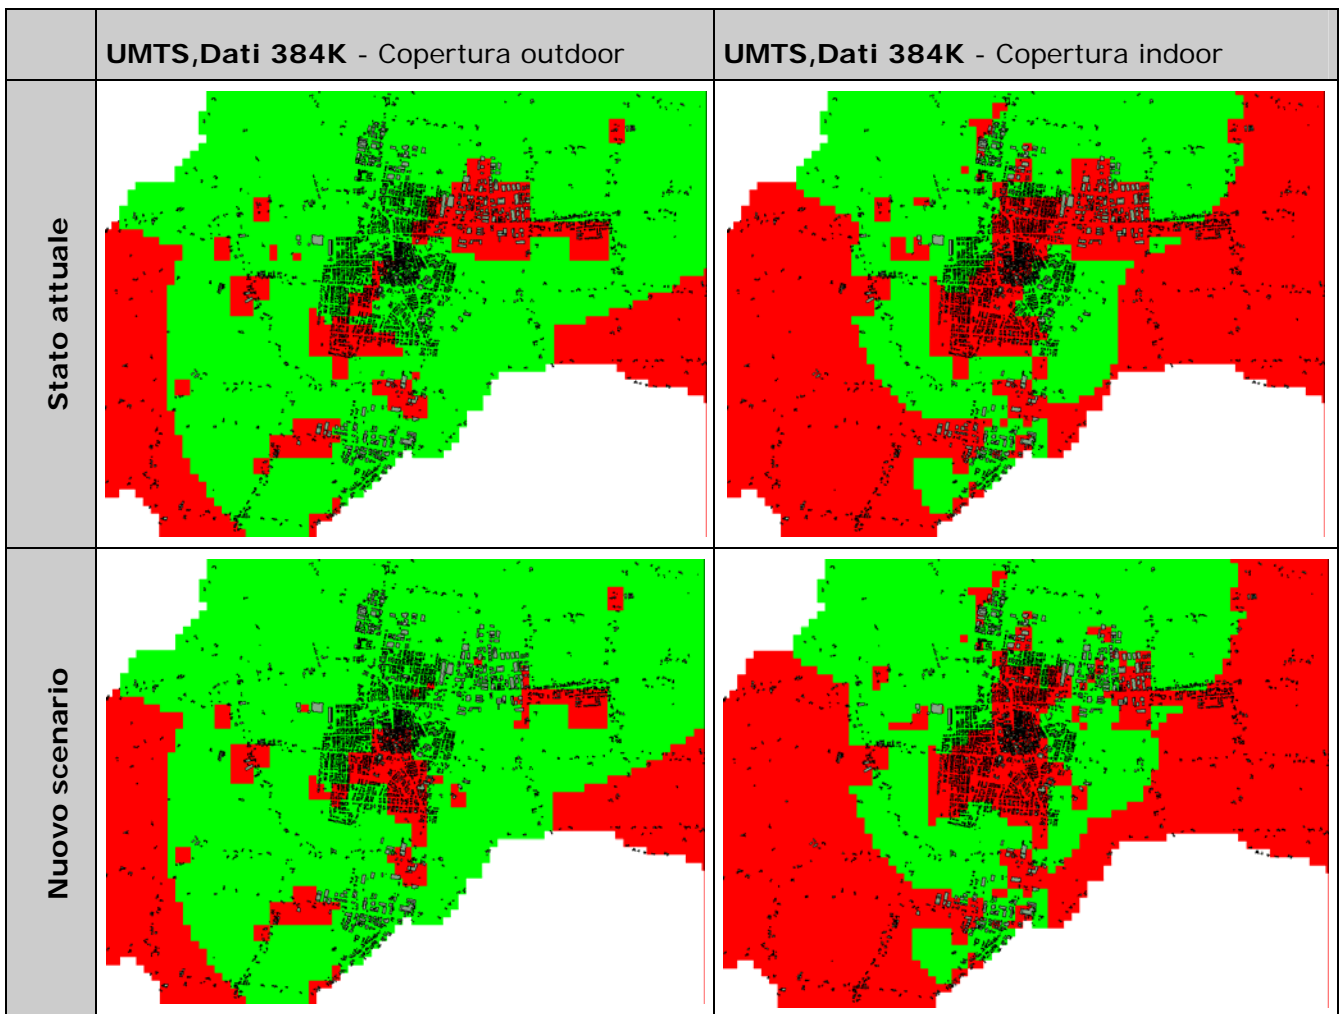 UMTS,Dati 384K - Copertura outdoor
UMTS,Dati 384K - Copertura indoor
Stato attuale
Nuovo scenario